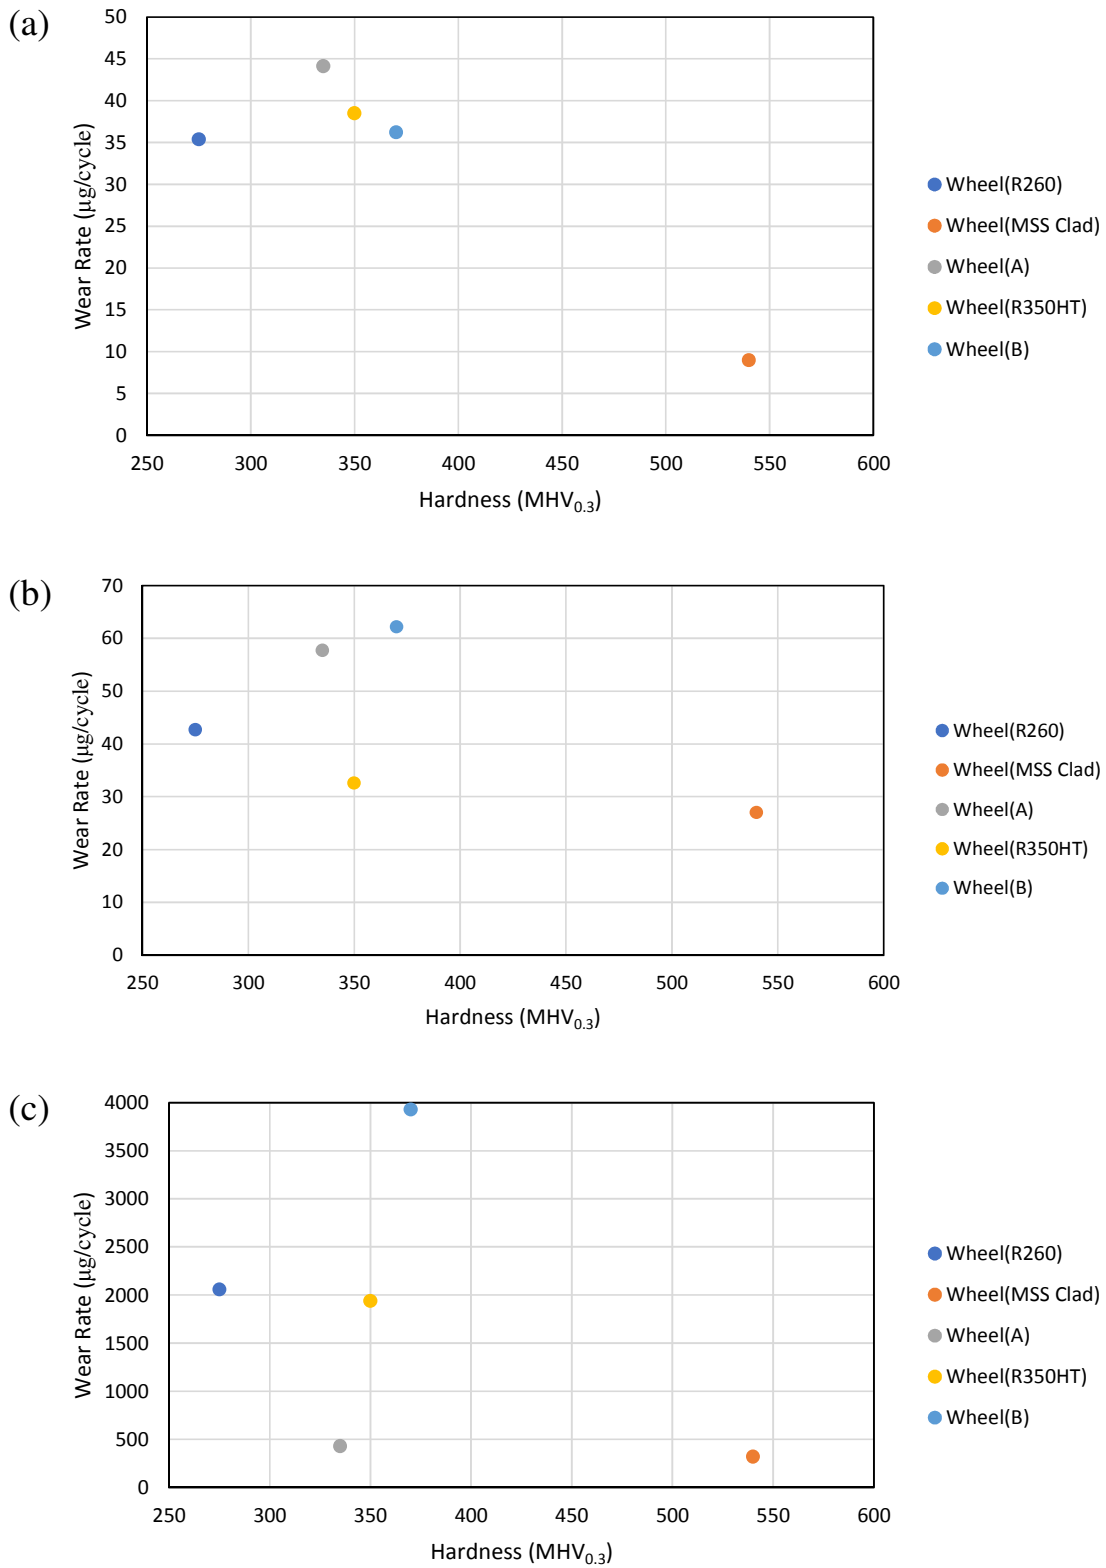 (a)
50
45
40
35
30
25
20
15
10
5
0
Wear Rate (µg/cycle)
250 300 350 400 450 500 550 600
Hardness (MHV0.3)
Wheel(R260)
Wheel(MSS Clad)
Wheel(A)
Wheel(R350HT)
Wheel(B)
(b)
70
60
50
40
30
20
10
0
Wear Rate (µg/cycle)
250 300 350 400 450 500 550 600
Hardness (MHV0.3)
Wheel(R260)
Wheel(MSS Clad)
Wheel(A)
Wheel(R350HT)
Wheel(B)
(c)
4000
3500
3000
2500
2000
1500
1000
500
0
Wear Rate (µg/cycle)
250 300 350 400 450 500 550 600
Hardness (MHV0.3)
Wheel(R260)
Wheel(MSS Clad)
Wheel(A)
Wheel(R350HT)
Wheel(B)